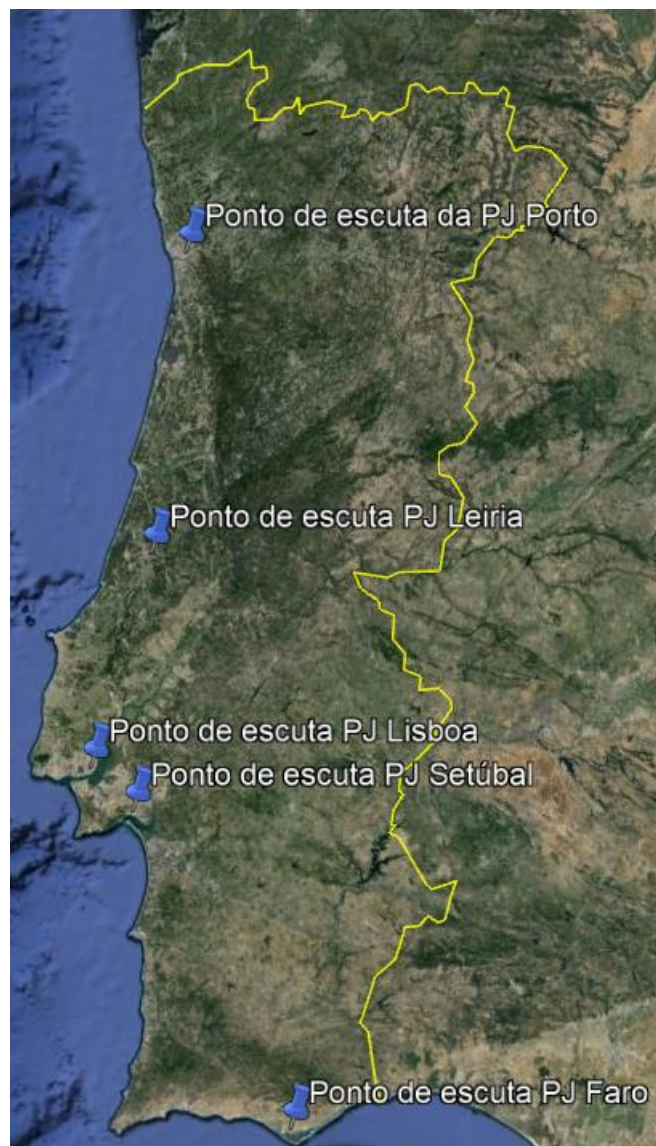 Ponto de escuta da PJ Porto
Ponto de escuta PJ Leiria
Ponto de escuta PJ Lisboa
Ponto de escuta PJ Setúbal
Ponto de escuta PJ Faro